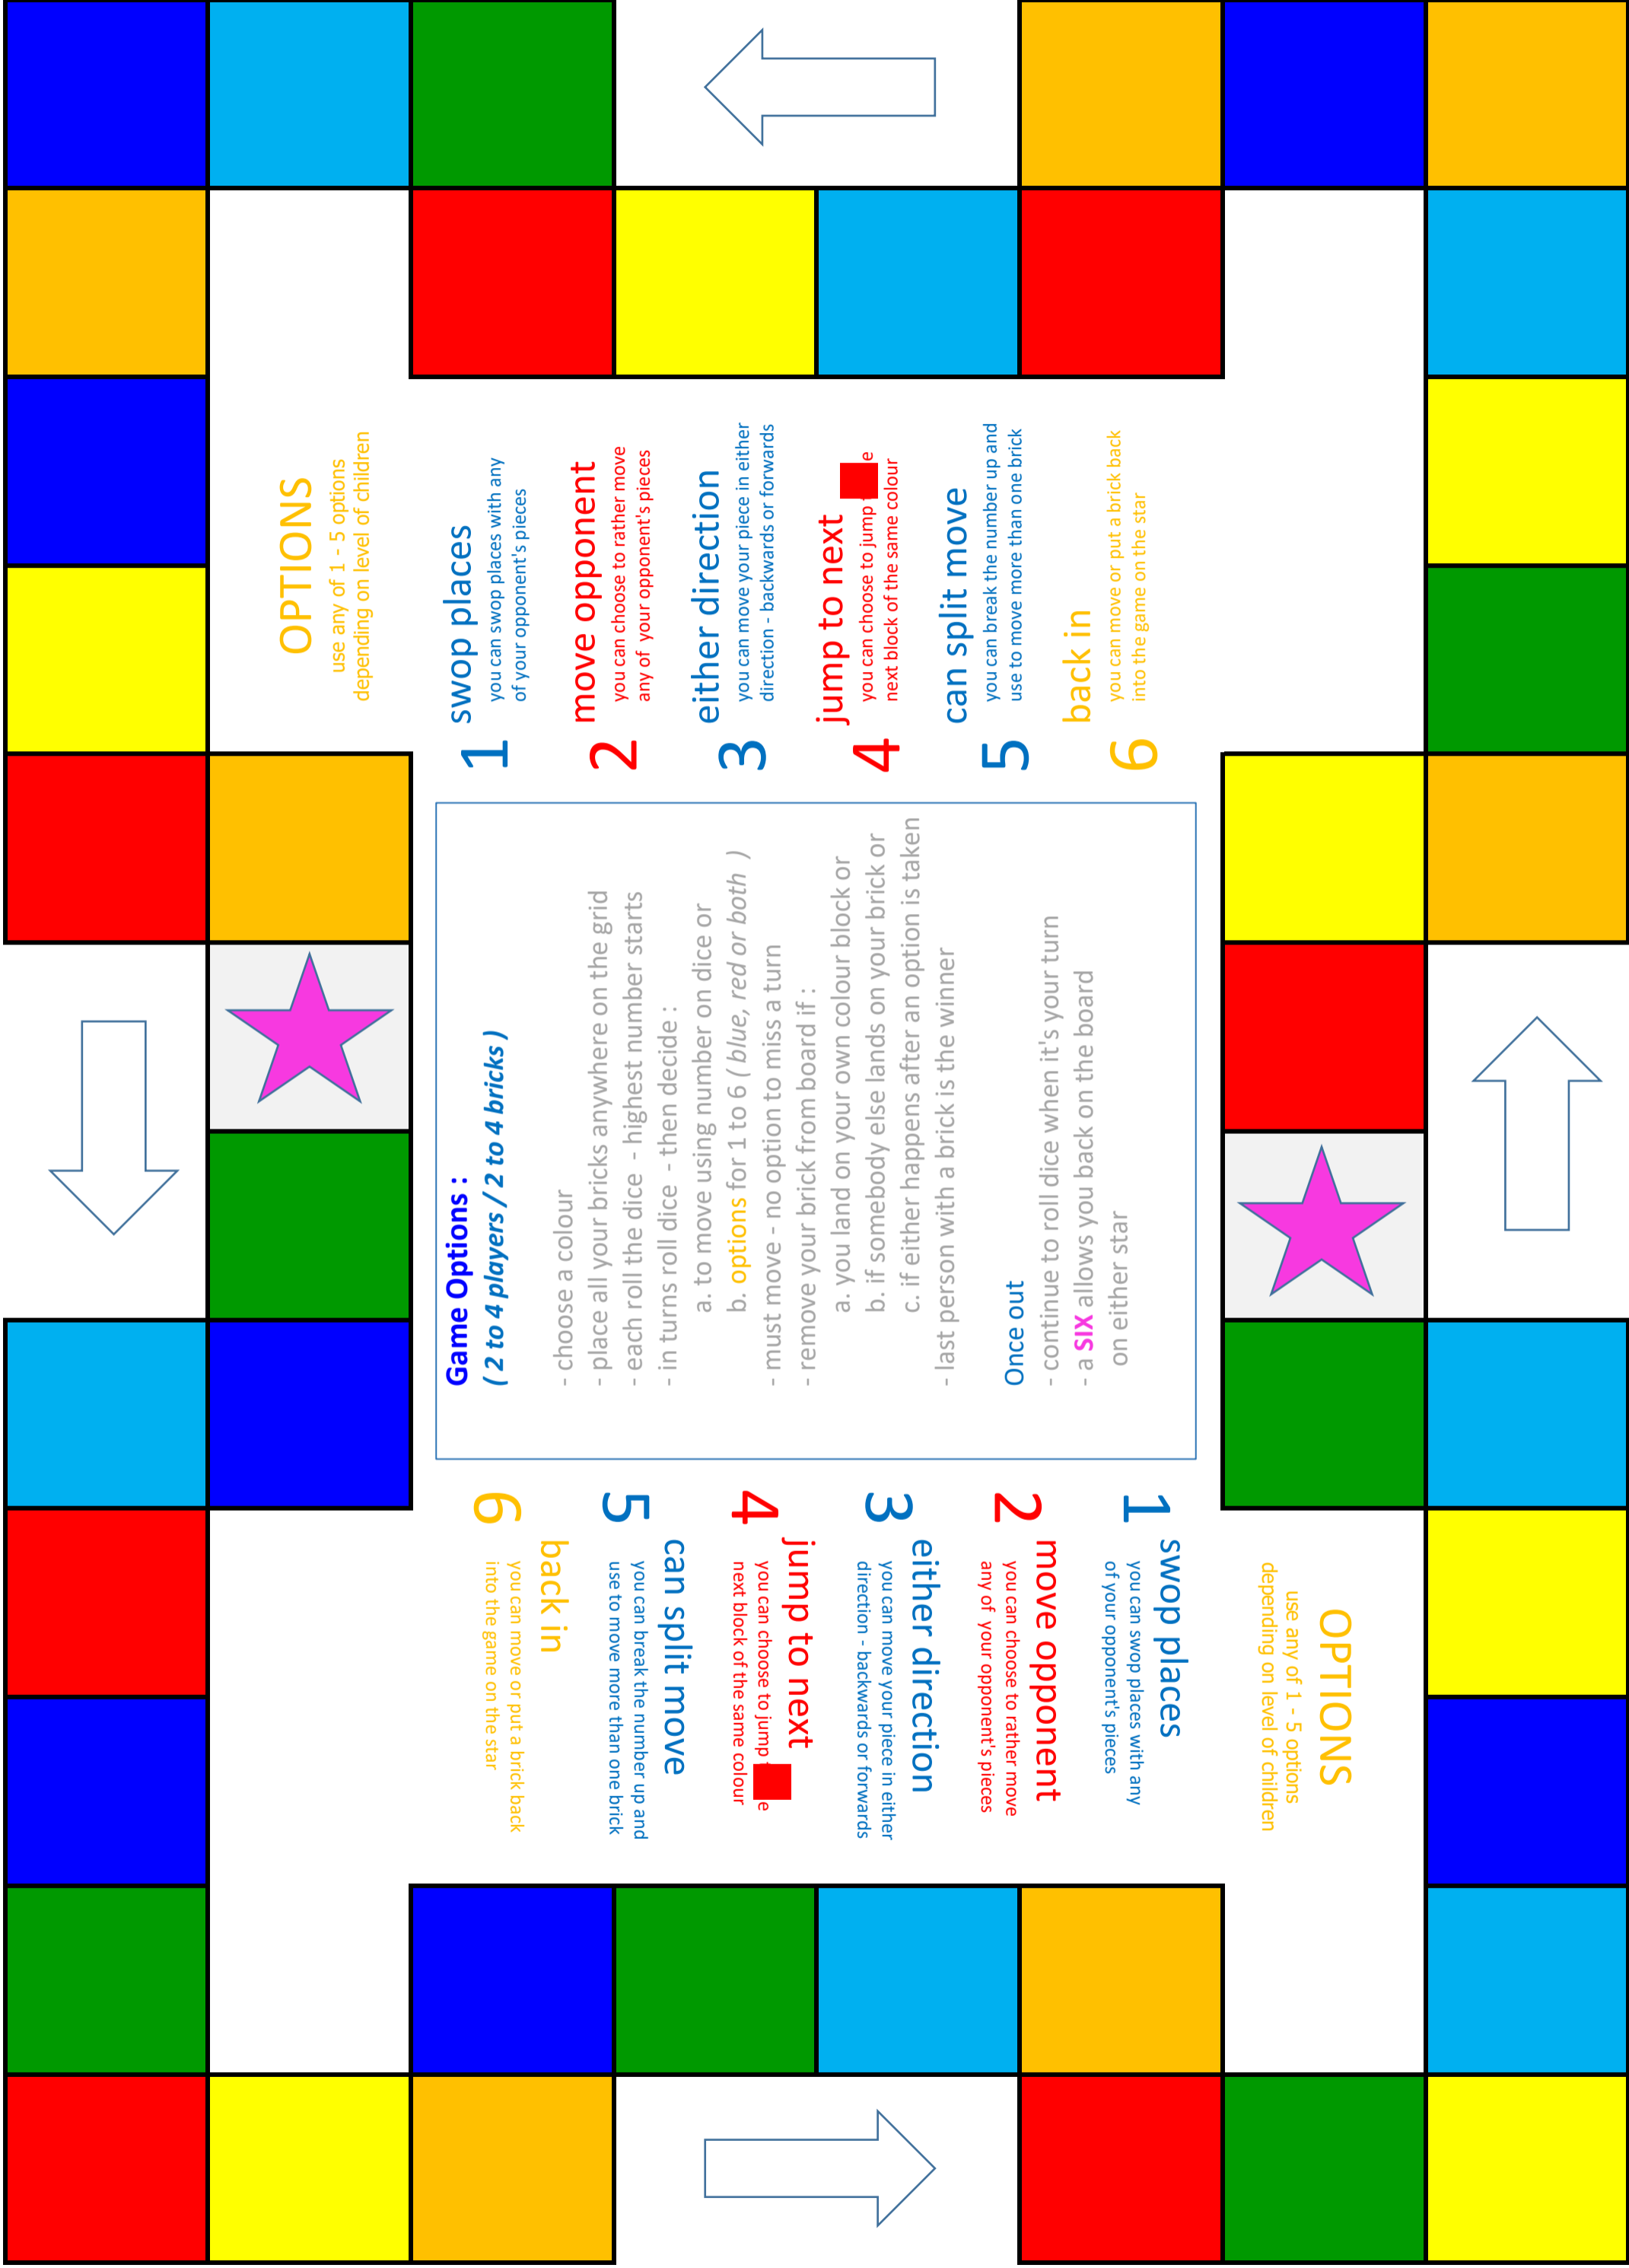 OPTIONS
use any of 1 - 5 options
depending on level of children
1 swop places
you can swop places with any
of your opponent's pieces
2 move opponent
you can choose to rather move
any of your opponent's pieces
3 either direction
you can move your piece in either
direction - backwards or forwards
4 jump to next
you can choose to jump
next block of the same colour
5 can split move
you can break the number up and
use to move more than one brick
6 back in
you can move or put a brick back
into the game on the star
Game Options :
( 2 to 4 players / 2 to 4 bricks )
- choose a colour
- place all your bricks anywhere on the grid
- each roll the dice - highest number starts
- in turns roll dice - then decide :
a. to move using number on dice or
b. options for 1 to 6 ( blue, red or both )
- must move - no option to miss a turn
- remove your brick from board if :
a. you land on your own colour block or
b. if somebody else lands on your brick or
c. if either happens after an option is taken
- last person with a brick is the winner
Once out
- continue to roll dice when it's your turn
- a SIX allows you back on the board
on either star
OPTIONS
use any of 1 - 5 options
depending on level of children
1 swop places
you can swop places with any
of your opponent's pieces
2 move opponent
you can choose to rather move
any of your opponent's pieces
3 either direction
you can move your piece in either
direction - backwards or forwards
4 jump to next
you can choose to jump
next block of the same colour
5 can split move
you can break the number up and
use to move more than one brick
6 back in
you can move or put a brick back
into the game on the star